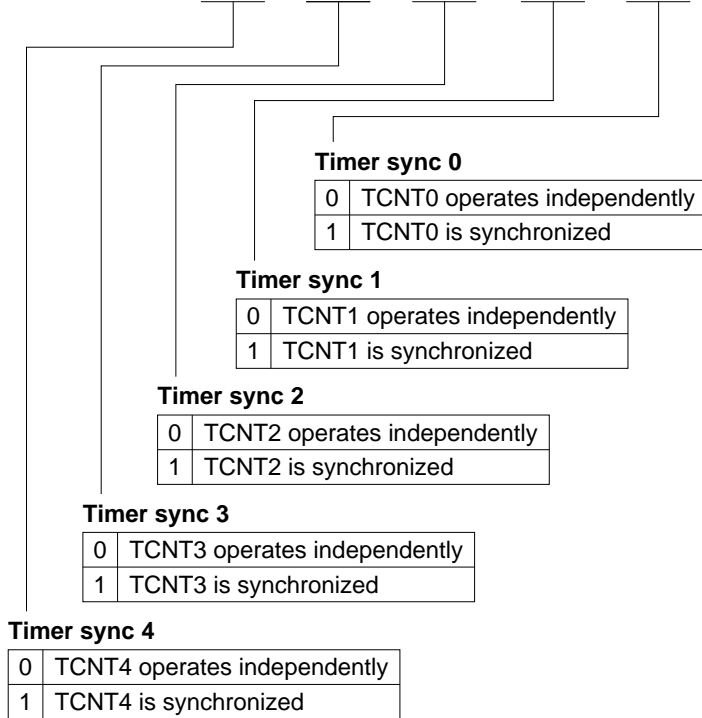 Timer sync 0
0 TCNT0 operates independently
1 TCNT0 is synchronized
Timer sync 1
0 TCNT1 operates independently
1 TCNT1 is synchronized
Timer sync 2
0 TCNT2 operates independently
1 TCNT2 is synchronized
Timer sync 3
0 TCNT3 operates independently
1 TCNT3 is synchronized
Timer sync 4
0 TCNT4 operates independently
1 TCNT4 is synchronized